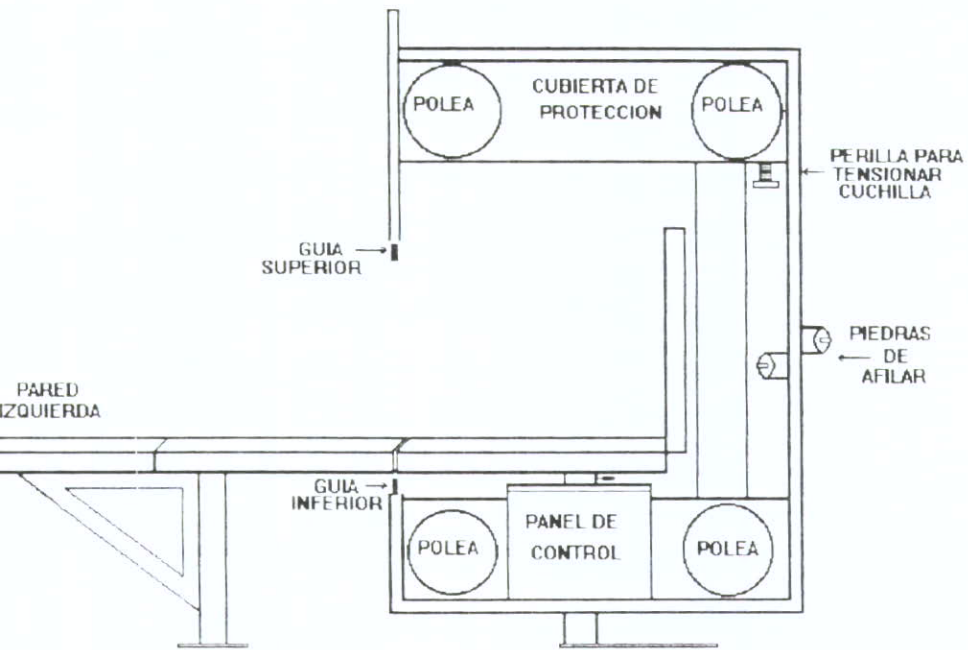 POLEA
CUBIERTA DE
PROTECCION
POLEA
PERILLA PARA
TENSIONAR
CUCHILLA
GUIA
SUPERIOR
PIEDRAS
DE
AFILAR
PARED
IZQUIERDA
GUIA
INFERIOR
POLEA
PANEL DE
CONTROL
POLEA